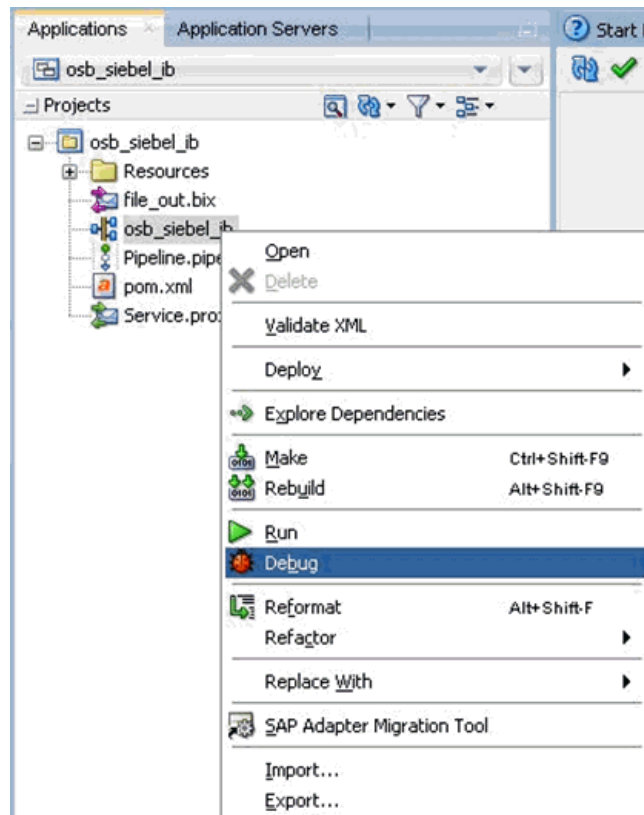 Applications
Application Servers
Start
osb_siebel_ib
Projects
osb_siebel_ib
Resources
file_out.bix
osb_siebel_ib
Pipeline.pipe
pom.xml
Service.prox
Open
Delete
Validate XML
Deploy
Explore Dependencies
Make Ctrl+Shift-F9
Rebuild Alt+Shift-F9
Run
Debug
Reformat Alt+Shift-F
Refactor
Replace With
SAP Adapter Migration Tool
Import...
Export...